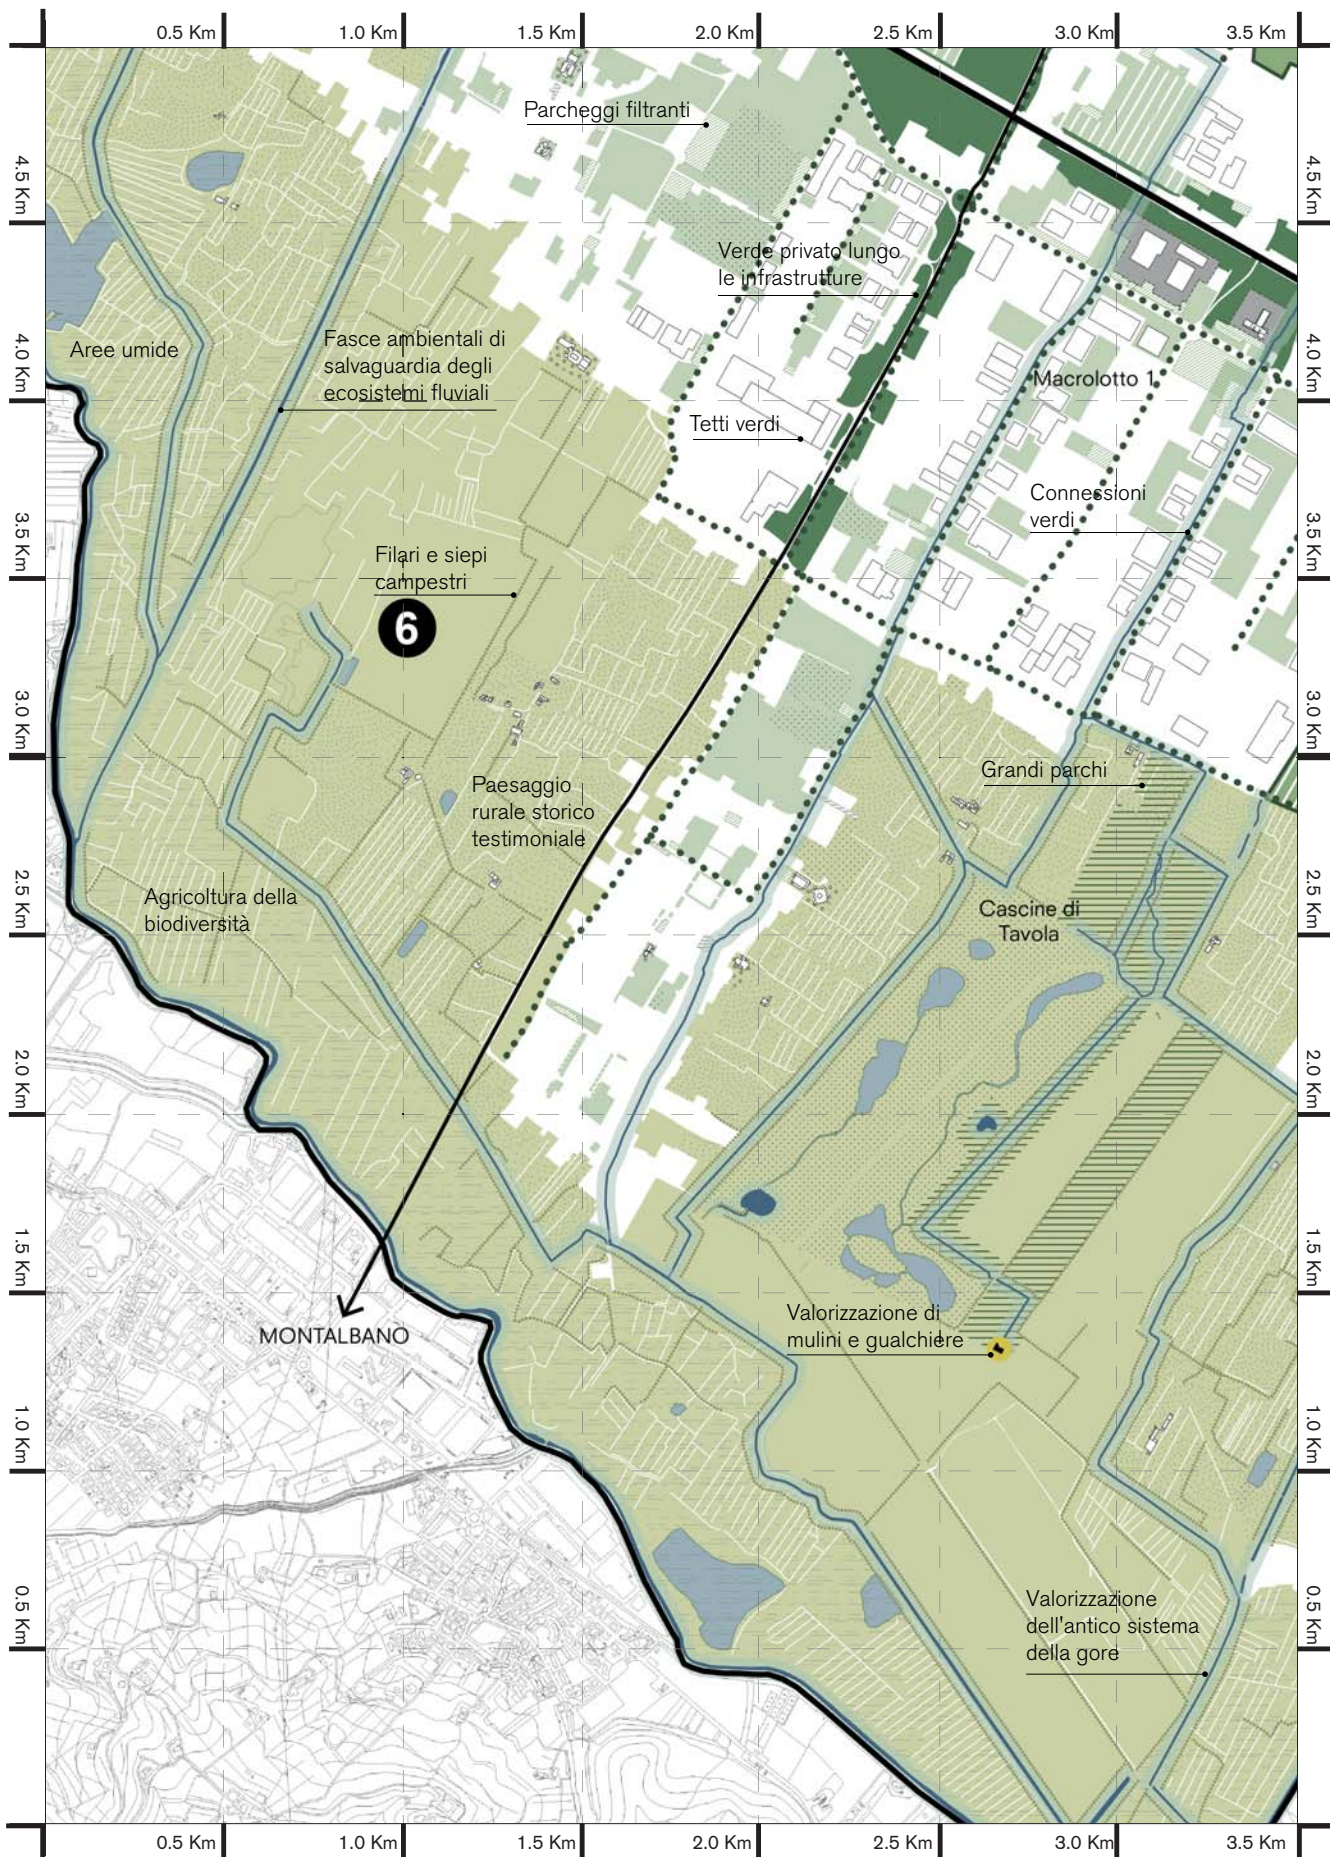 0.5 Km
1.0 Km
1.5 Km
2.0 Km
2.5 Km
3.0 Km
3.5 Km
Parcheggi filtranti
4.5 Km
4.5 Km
Verde privato lungo
le infrastrutture
Fasce ambientali di
salvaguardia degli
ecosistemi fluviali
Aree umide
4.0 Km
4.0 Km
Macrolotto 1
Tetti verdi
Connessioni
verdi
3.5 Km
3.5 Km
Filari e siepi
campestri
6
3.0 Km
3.0 Km
Grandi parchi
Paesaggio
rurale storico
testimoniale
Agricoltura della
biodiversità
2.5 Km
2.5 Km
Cascine di
Tavola
2.0 Km
2.0 Km
1.5 Km
1.5 Km
MONTALBANO
Valorizzazione di
mulini e gualchiere
1.0 Km
1.0 Km
0.5 Km
0.5 Km
Valorizzazione
dell'antico sistema
della gore
0.5 Km
1.0 Km
1.5 Km
2.0 Km
2.5 Km
3.0 Km
3.5 Km